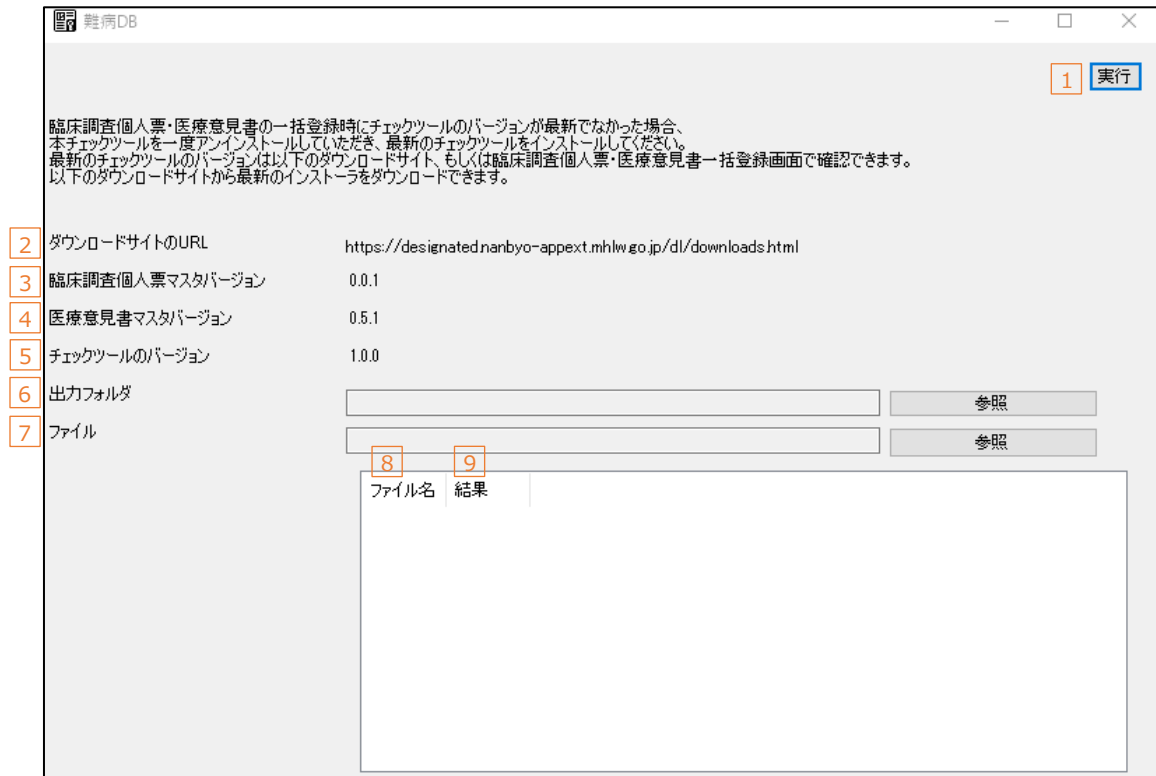 難病DB
1 実行
臨床調査個人票・医療意見書の一括登録時にチェックツールのバージョンが最新でなかった場合、
本チェックツールを一度アンインストールしていただき、最新のチェックツールをインストールしてください。
最新のチェックツールのバージョンは以下のダウンロードサイト、もしくは臨床調査個人票・医療意見書一括登録画面で確認できます。
以下のダウンロードサイトから最新のインストーラをダウンロードできます。
2 ダウンロードサイトのURL https://designated.nanbyo-appext.mhlw.go.jp/dl/downloads.html
3 臨床調査個人票マスタバージョン 0.0.1
4 医療意見書マスタバージョン 0.5.1
5 チェックツールのバージョン 1.0.0
6 出力フォルダ 参照
7 ファイル 参照
8 9
ファイル名 結果